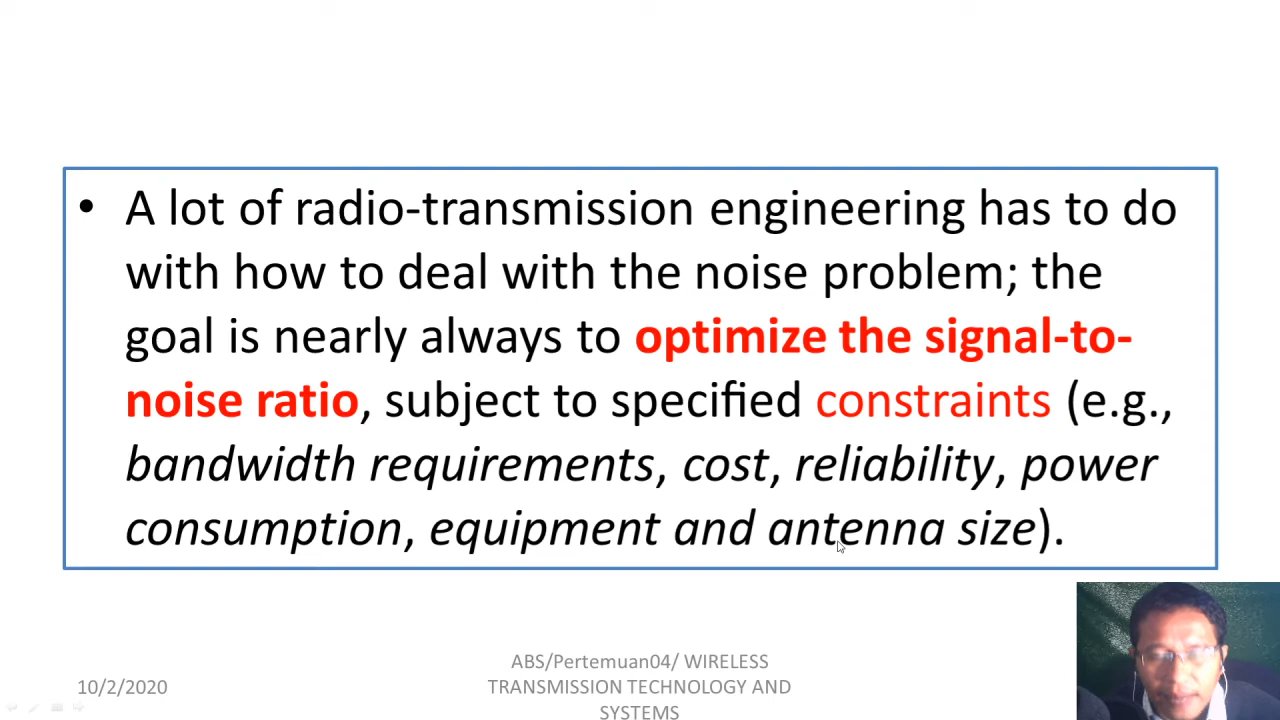 • A lot of radio-transmission engineering has to do
with how to deal with the noise problem; the
goal is nearly always to optimize the signal-to-
noise ratio, subject to specified constraints (e.g.,
bandwidth requirements, cost, reliability, power
consumption, equipment and antenna size).
10/2/2020
ABS/Pertemuan04/ WIRELESS
TRANSMISSION TECHNOLOGY AND
SYSTEMS